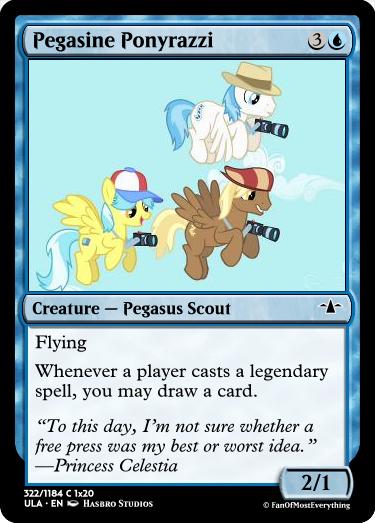 Pegasine Ponyrazzi 3
Creature — Pegasus Scout
Flying
Whenever a player casts a legendary
spell, you may draw a card.
“To this day, I’m not sure whether a
free press was my best or worst idea.”
—Princess Celestia
2/1
322/1184 C 1x20
ULA • EN Hasbro Studios
© FanOfMostEverything